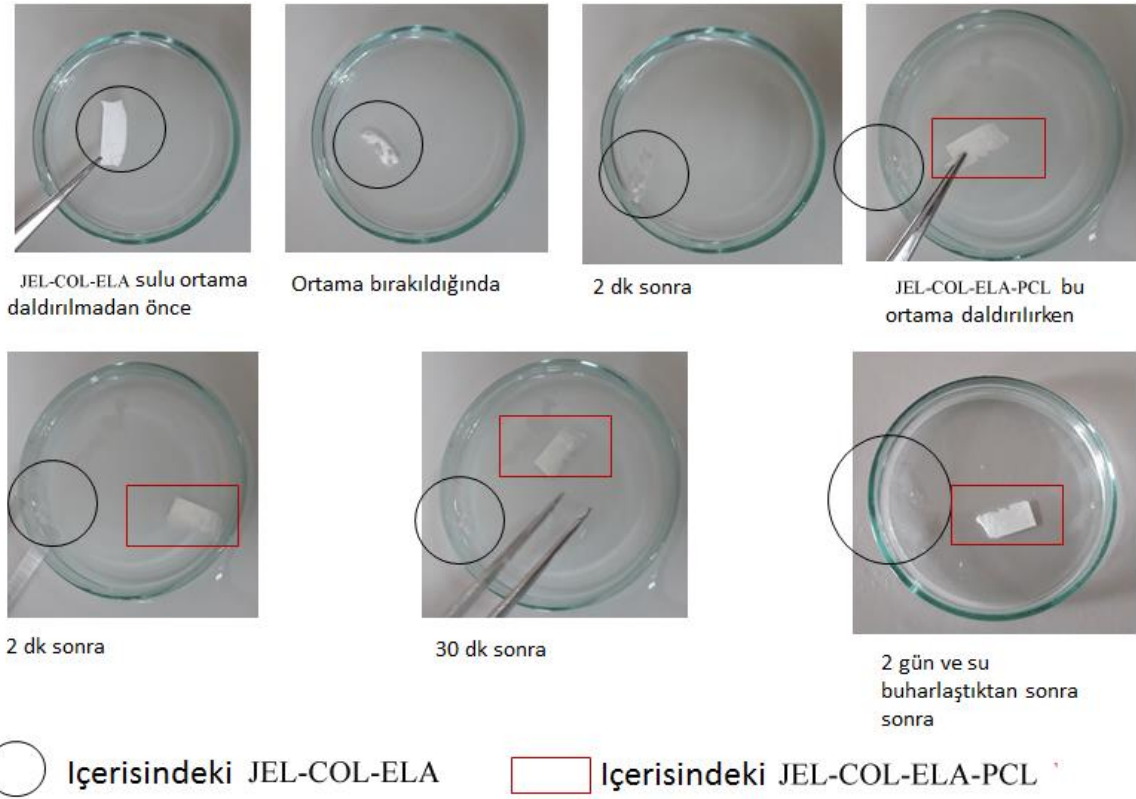 JEL-COL-ELA sulu ortama
daldırılmadan önce
Ortama bırakıldığında
2 dk sonra
JEL-COL-ELA-PCL bu
ortama daldırılırken
2 dk sonra
30 dk sonra
2 gün ve su
buharlaştıktan sonra
sonra
Içerisindeki JEL-COL-ELA
Içerisindeki JEL-COL-ELA-PCL